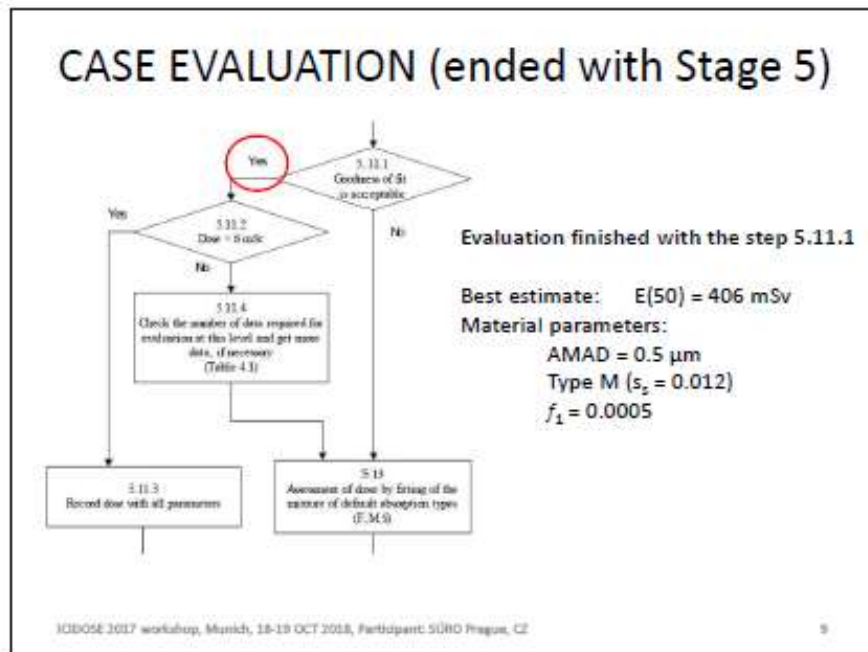 CASE EVALUATION (ended with Stage 5)
Yes
5.11.1
Goodness of fit
is acceptable
Yes
5.11.2
Dose < 6 mSv
No
No
Evaluation finished with the step 5.11.1
5.11.4
Check the number of data required for
evaluation at this level and get more
data, if necessary
(Table 4.1)
Best estimate: E(50) = 406 mSv
Material parameters:
AMAD = 0.5 µm
Type M (sₛ = 0.012)
f₁ = 0.0005
5.11.3
Record dose with all parameters
5.13
Assessment of dose by fitting of the
mixture of default absorption types
(F, M, S)
2017 workshop, Munich, 18-19 OCT 2018, Participant: SÚRO Prague, CZ
9